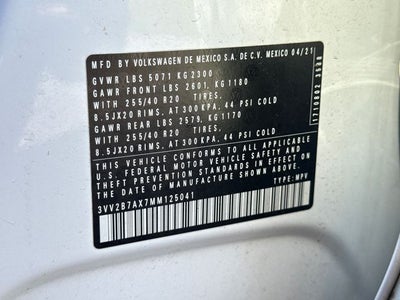 MFD BY VOLKSWAGEN DE MEXICO S.A. DE C.V. MEXICO 04/21
GVWR LBS 5071 KG 2300
GAWR FRONT LBS 2601, KG 1180
WITH 255/40 R20 TIRES,
8.5JX20 RIMS, AT 300 KPA, 44 PSI COLD
GAWR REAR LBS 2579, KG 1170
WITH 255/40 R20 TIRES,
8.5JX20 RIMS, AT 300 KPA, 44 PSI COLD
THIS VEHICLE CONFORMS TO ALL APPLICABLE
U.S. FEDERAL MOTOR VEHICLE SAFETY STANDARDS IN EFFECT ON
THE DATE OF MANUFACTURE SHOWN ABOVE
3VV2B7AX7MM125041
TYPE: MPV
1710802 3598